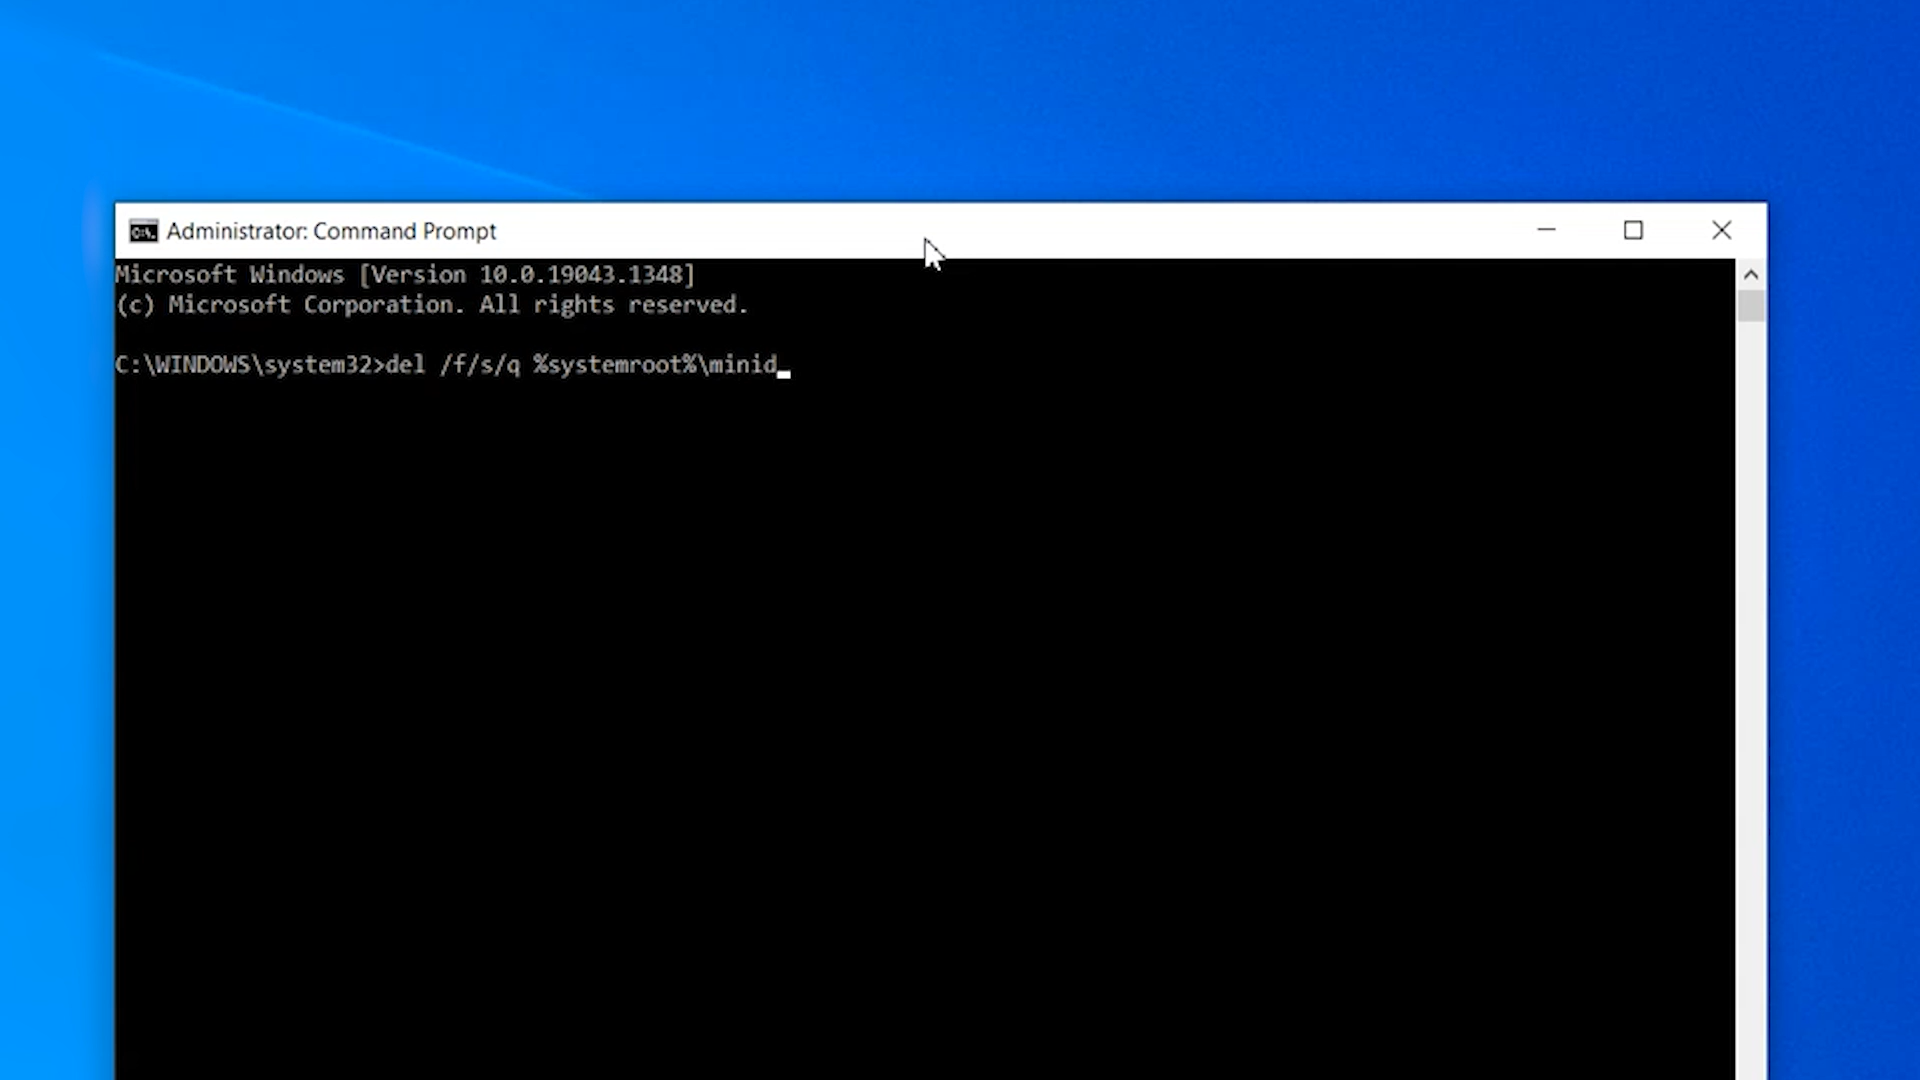 Administrator: Command Prompt
Microsoft Windows [Version 10.0.19043.1348]
(c) Microsoft Corporation. All rights reserved.
C:\WINDOWS\system32>del /f/s/q %systemroot%\minid